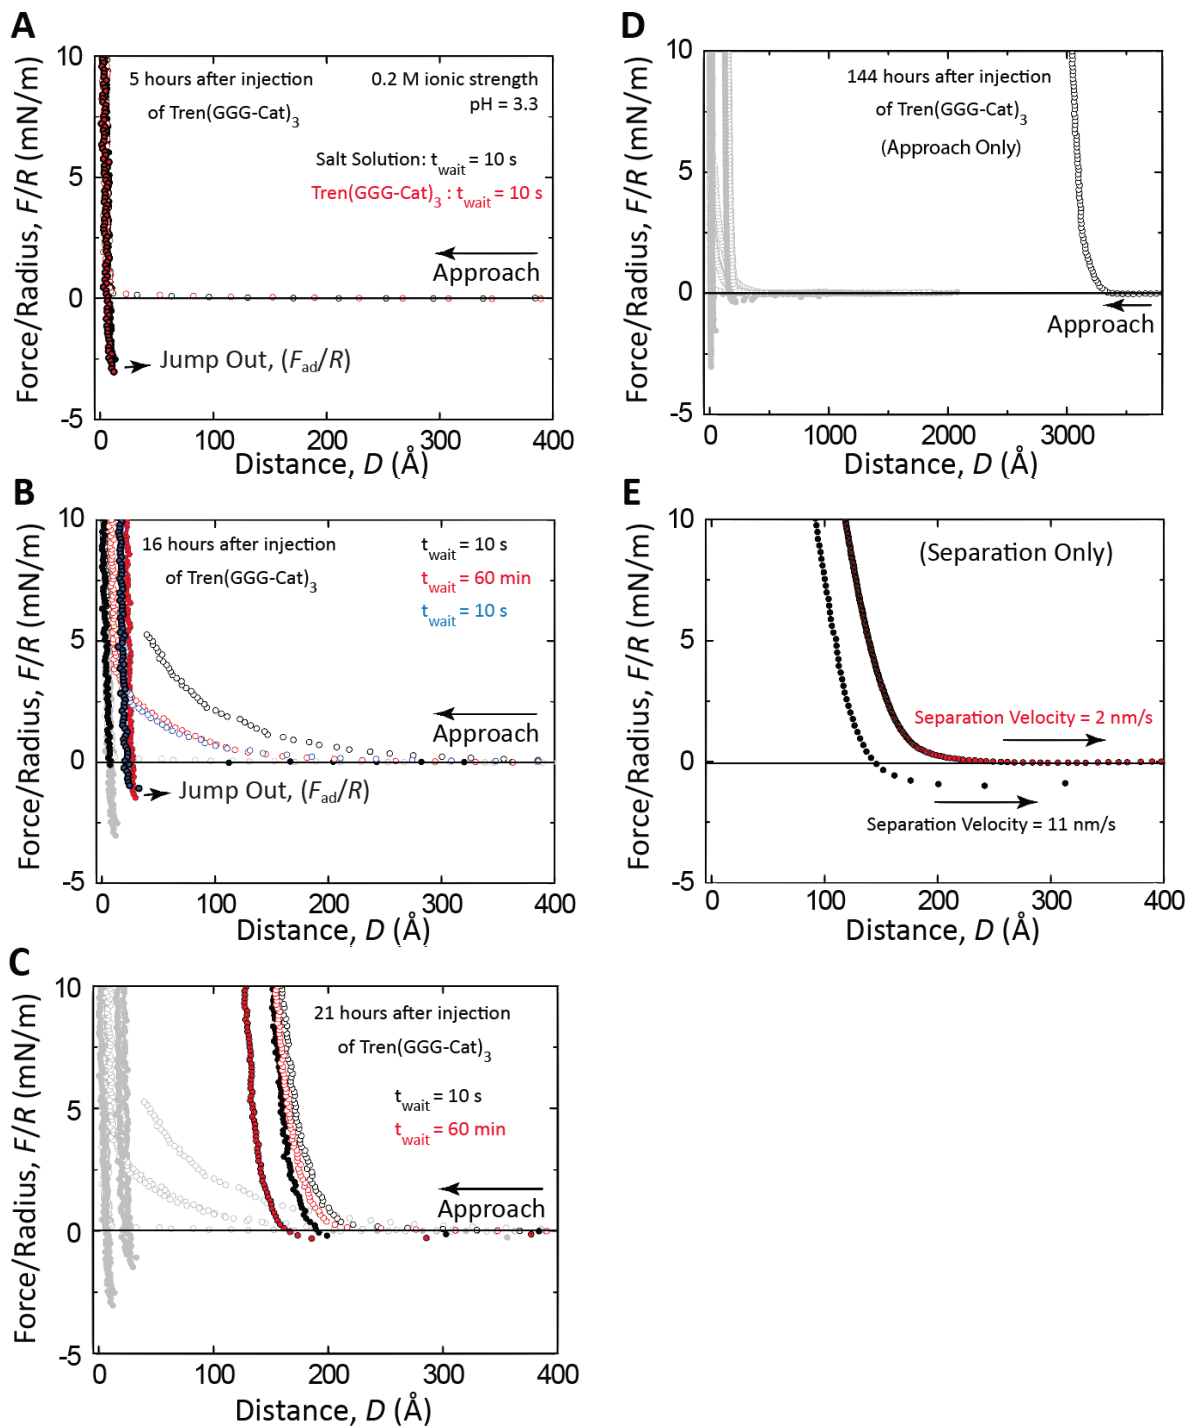 A
Force/Radius, F/R (mN/m)
10
5
0
-5
5 hours after injection
of Tren(GGG-Cat)3
0.2 M ionic strength
pH = 3.3
Salt Solution: twait = 10 s
Tren(GGG-Cat)3 : twait = 10 s
Approach
Jump Out, (Fad/R)
0 100 200 300 400
Distance, D (Å)
B
Force/Radius, F/R (mN/m)
10
5
0
-5
16 hours after injection
of Tren(GGG-Cat)3
twait = 10 s
twait = 60 min
twait = 10 s
Approach
Jump Out, (Fad/R)
0 100 200 300 400
Distance, D (Å)
C
Force/Radius, F/R (mN/m)
10
5
0
-5
21 hours after injection
of Tren(GGG-Cat)3
twait = 10 s
twait = 60 min
Approach
0 100 200 300 400
Distance, D (Å)
D
Force/Radius, F/R (mN/m)
10
5
0
-5
144 hours after injection
of Tren(GGG-Cat)3
(Approach Only)
Approach
0 1000 2000 3000
Distance, D (Å)
E
Force/Radius, F/R (mN/m)
10
5
0
-5
(Separation Only)
Separation Velocity = 2 nm/s
Separation Velocity = 11 nm/s
0 100 200 300 400
Distance, D (Å)